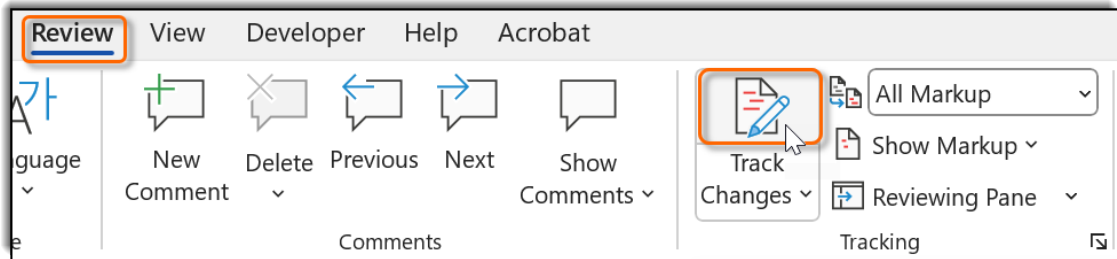 Review View Developer Help Acrobat
가
A
guage
New Comment
Delete
Previous
Next
Show Comments
Comments
Track Changes
All Markup
Show Markup
Reviewing Pane
Tracking